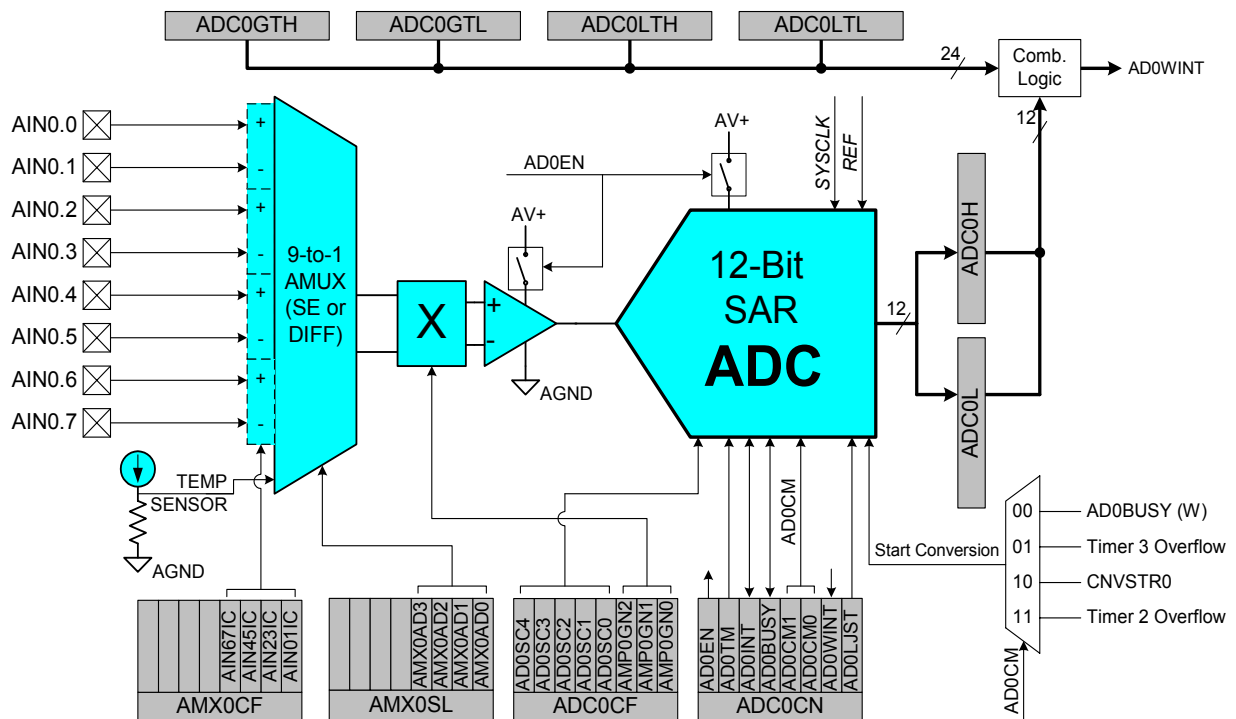 ADC0GTH
ADC0GTL
ADC0LTH
ADC0LTL
24
Comb.
Logic
AD0WINT
12
AIN0.0
AIN0.1
AIN0.2
AIN0.3
AIN0.4
AIN0.5
AIN0.6
AIN0.7
+
-
+
-
+
-
+
-
9-to-1
AMUX
(SE or
DIFF)
TEMP
SENSOR
AGND
X
+
-
AV+
AGND
AD0EN
AV+
SYSCLK
REF
12-Bit
SAR
ADC
12
ADC0H
ADC0L
Start Conversion
00
AD0BUSY (W)
01
Timer 3 Overflow
10
CNVSTR0
11
Timer 2 Overflow
AD0CM
AD0CM
AIN67IC
AIN45IC
AIN23IC
AIN01IC
AMX0CF
AMX0AD3
AMX0AD2
AMX0AD1
AMX0AD0
AMX0SL
AD0SC4
AD0SC3
AD0SC2
AD0SC1
AD0SC0
AMP0GN2
AMP0GN1
AMP0GN0
ADC0CF
AD0EN
AD0TM
AD0INT
AD0BUSY
AD0CM1
AD0CM0
AD0WINT
AD0LJST
ADC0CN